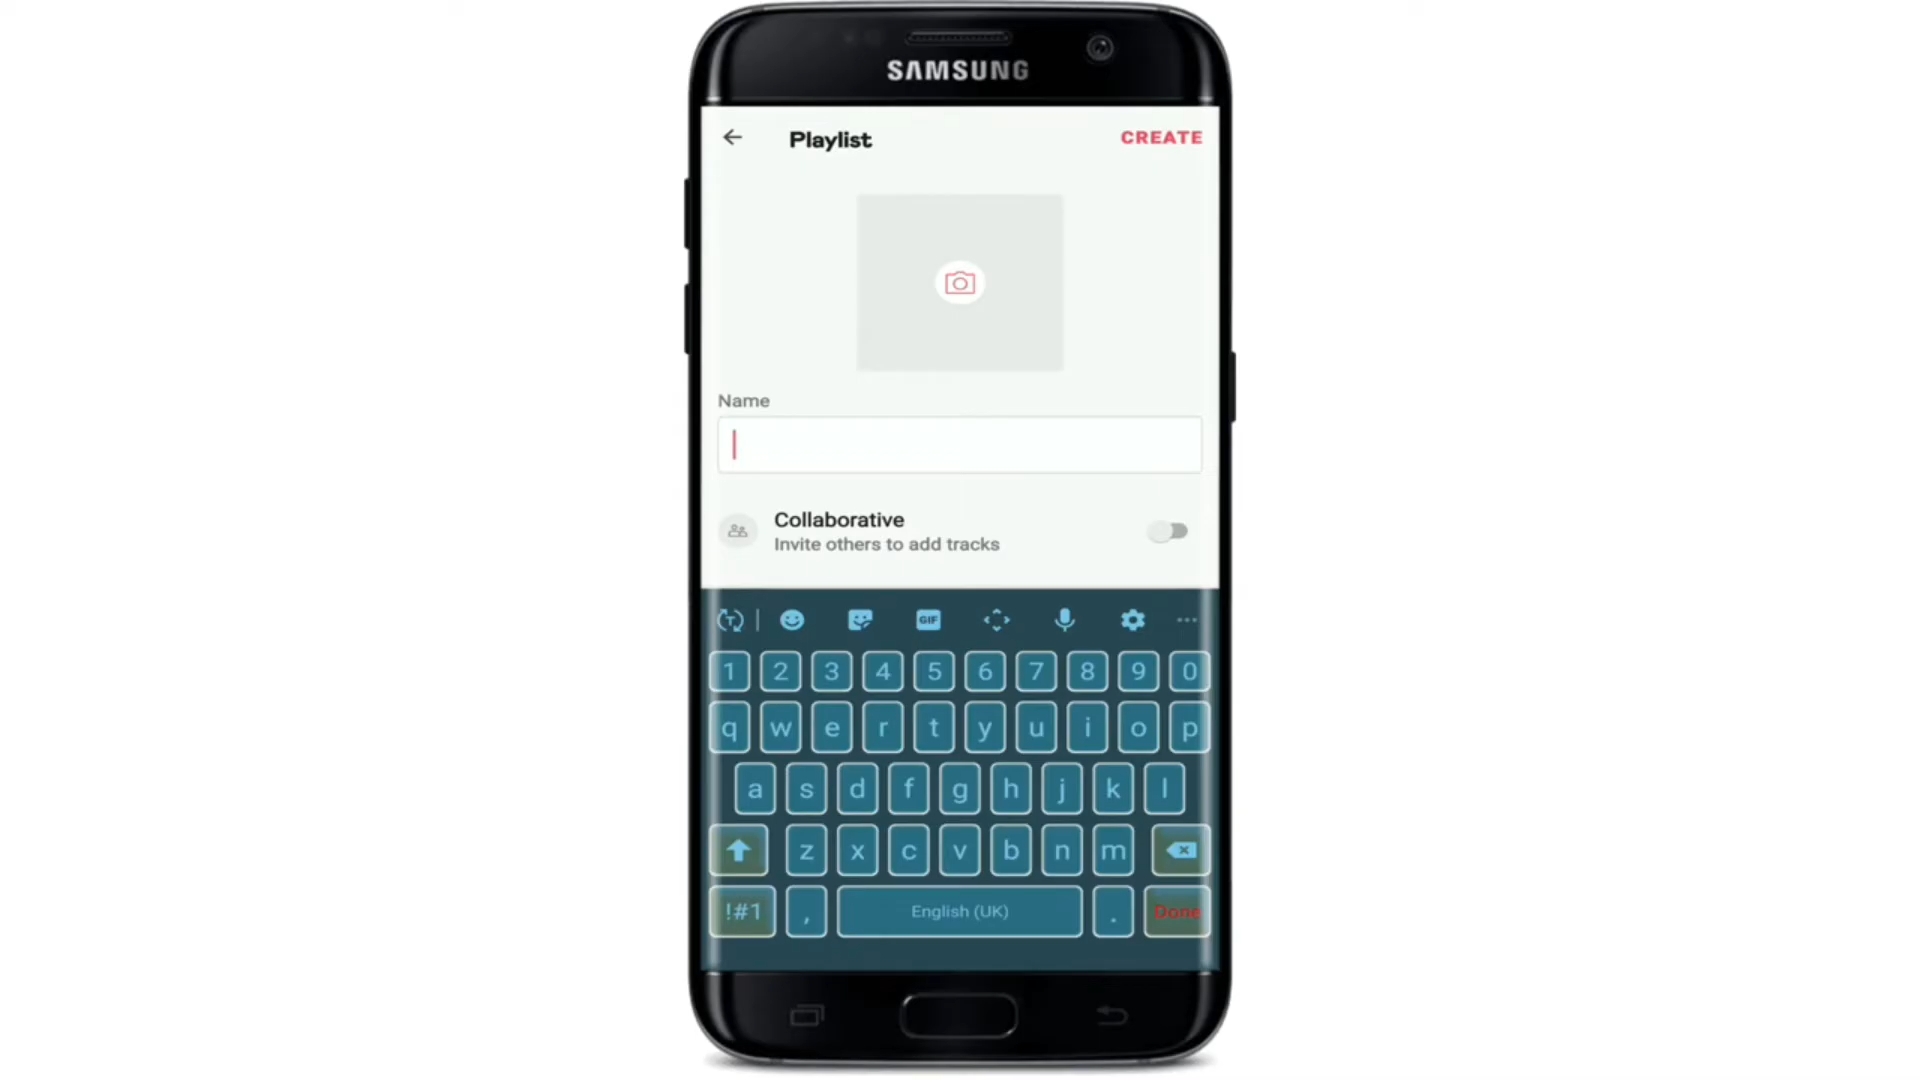 SAMSUNG
Playlist
CREATE
Name
Collaborative
Invite others to add tracks
GIF
1 2 3 4 5 6 7 8 9 0
q w e r t y u i o p
a s d f g h j k l
z x c v b n m
!#1 , English (UK) . Done